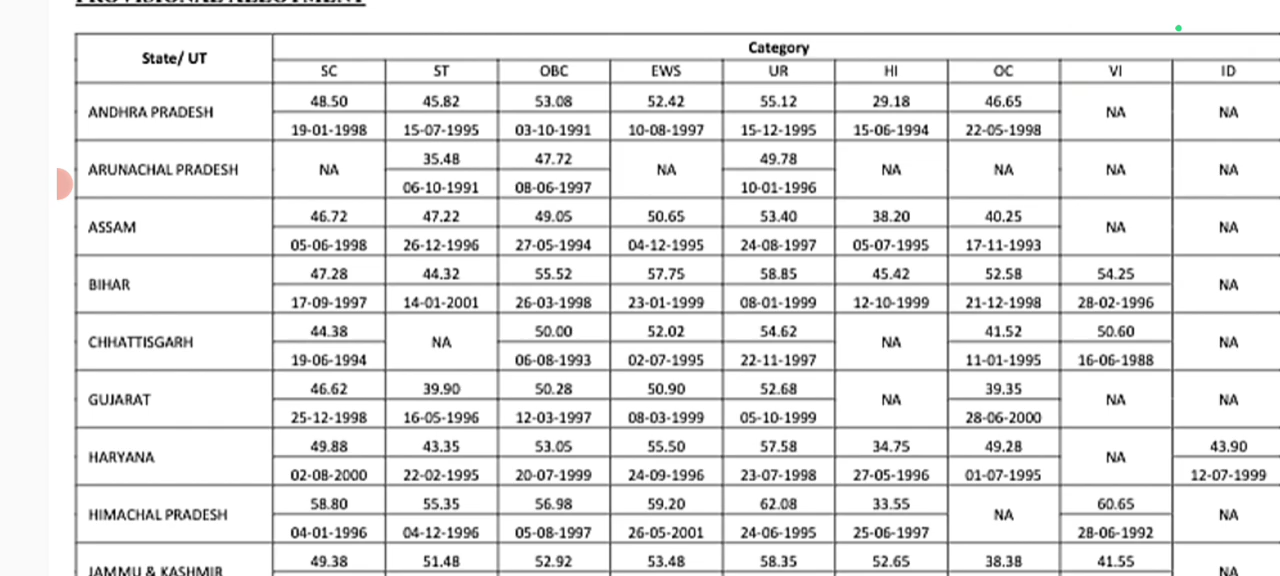 PROVISIONAL ALLOTMENT
State/ UT Category
SC ST OBC EWS UR HI OC VI ID
ANDHRA PRADESH 48.50 45.82 53.08 52.42 55.12 29.18 46.65 NA NA
19-01-1998 15-07-1995 03-10-1991 10-08-1997 15-12-1995 15-06-1994 22-05-1998
ARUNACHAL PRADESH NA 35.48 47.72 NA 49.78 NA NA NA NA
06-10-1991 08-06-1997 10-01-1996
ASSAM 46.72 47.22 49.05 50.65 53.40 38.20 40.25 NA NA
05-06-1998 26-12-1996 27-05-1994 04-12-1995 24-08-1997 05-07-1995 17-11-1993
BIHAR 47.28 44.32 55.52 57.75 58.85 45.42 52.58 54.25 NA
17-09-1997 14-01-2001 26-03-1998 23-01-1999 08-01-1999 12-10-1999 21-12-1998 28-02-1996
CHHATTISGARH 44.38 NA 50.00 52.02 54.62 NA 41.52 50.60 NA
19-06-1994 06-08-1993 02-07-1995 22-11-1997 11-01-1995 16-06-1988
GUJARAT 46.62 39.90 50.28 50.90 52.68 NA 39.35 NA NA
25-12-1998 16-05-1996 12-03-1997 08-03-1999 05-10-1999 28-06-2000
HARYANA 49.88 43.35 53.05 55.50 57.58 34.75 49.28 NA 43.90
02-08-2000 22-02-1995 20-07-1999 24-09-1996 23-07-1998 27-05-1996 01-07-1995 12-07-1999
HIMACHAL PRADESH 58.80 55.35 56.98 59.20 62.08 33.55 NA 60.65 NA
04-01-1996 04-12-1996 05-08-1997 26-05-2001 24-06-1995 25-06-1997 28-06-1992
JAMMU & KASHMIR 49.38 51.48 52.92 53.48 58.35 52.65 38.38 41.55 NA